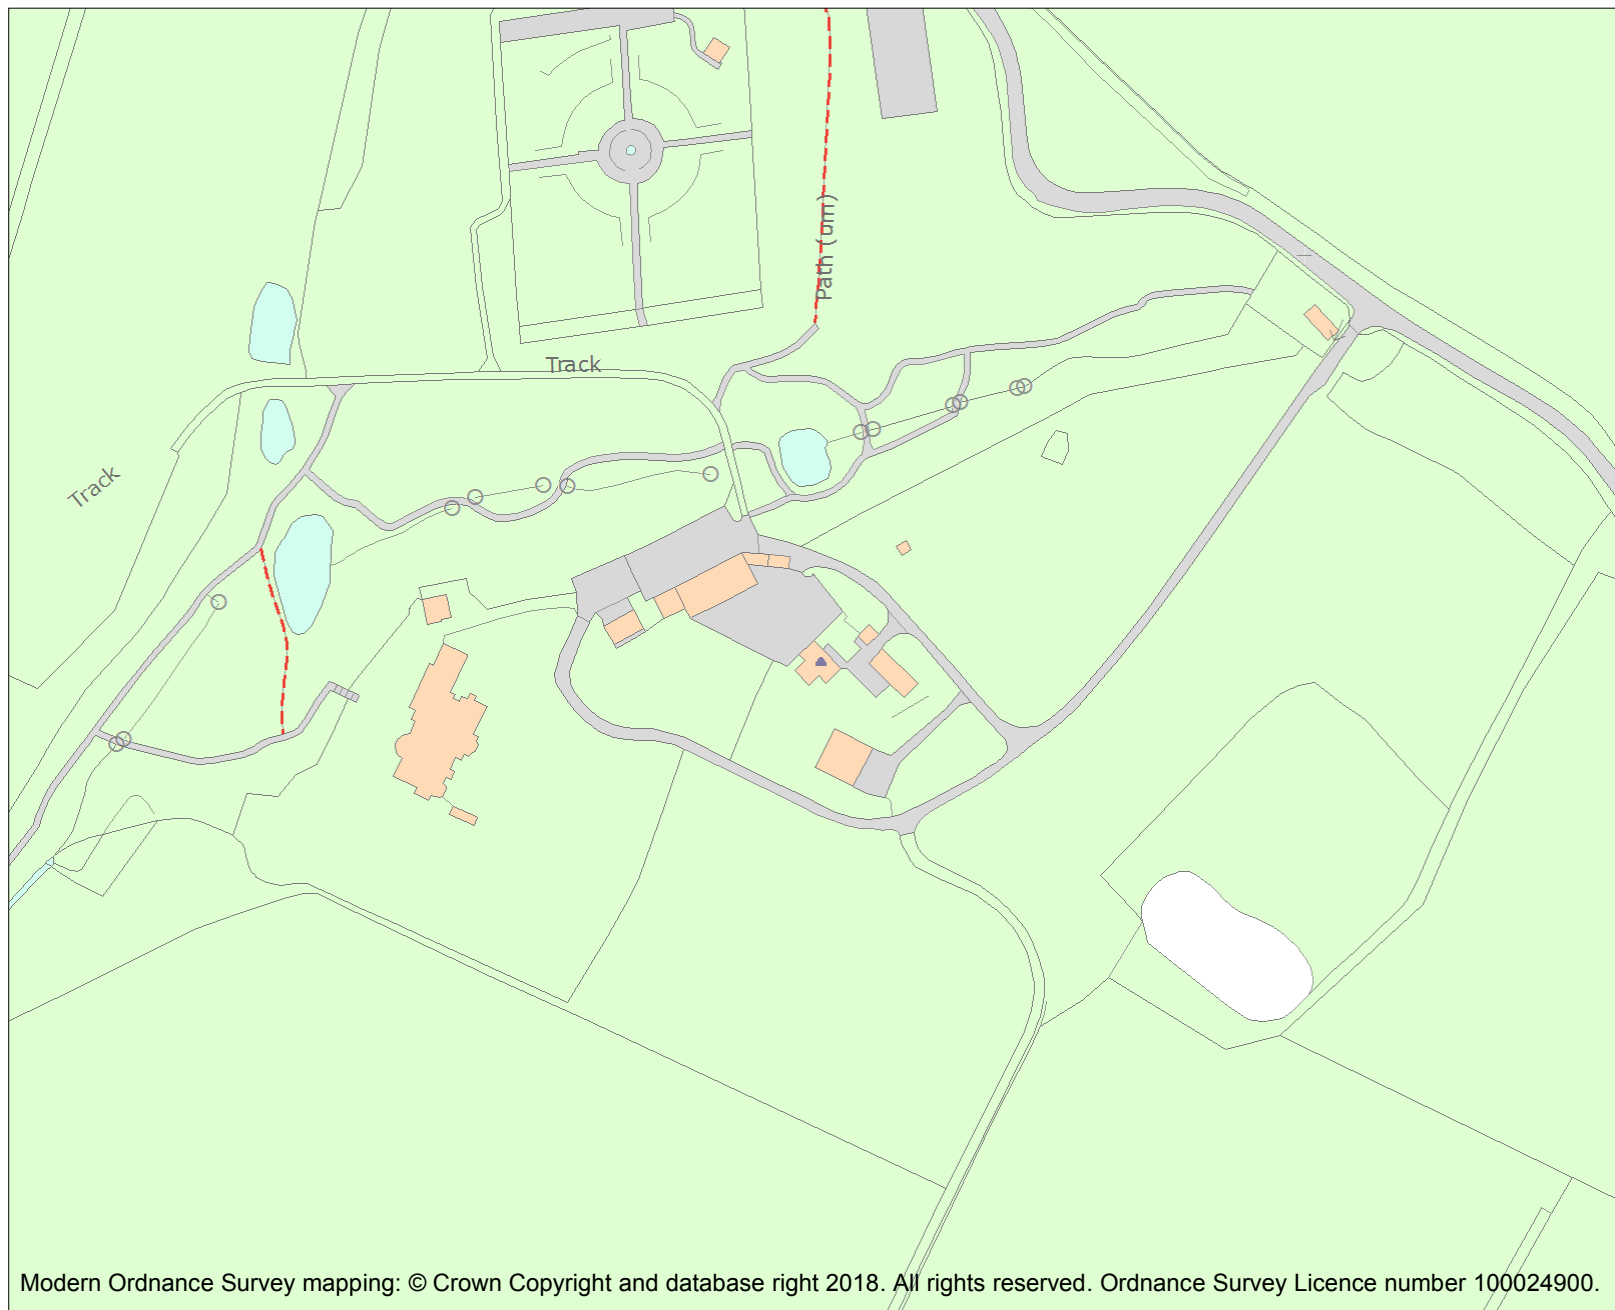 Path (um)
Track
Track
Modern Ordnance Survey mapping: © Crown Copyright and database right 2018. All rights reserved. Ordnance Survey Licence number 100024900.